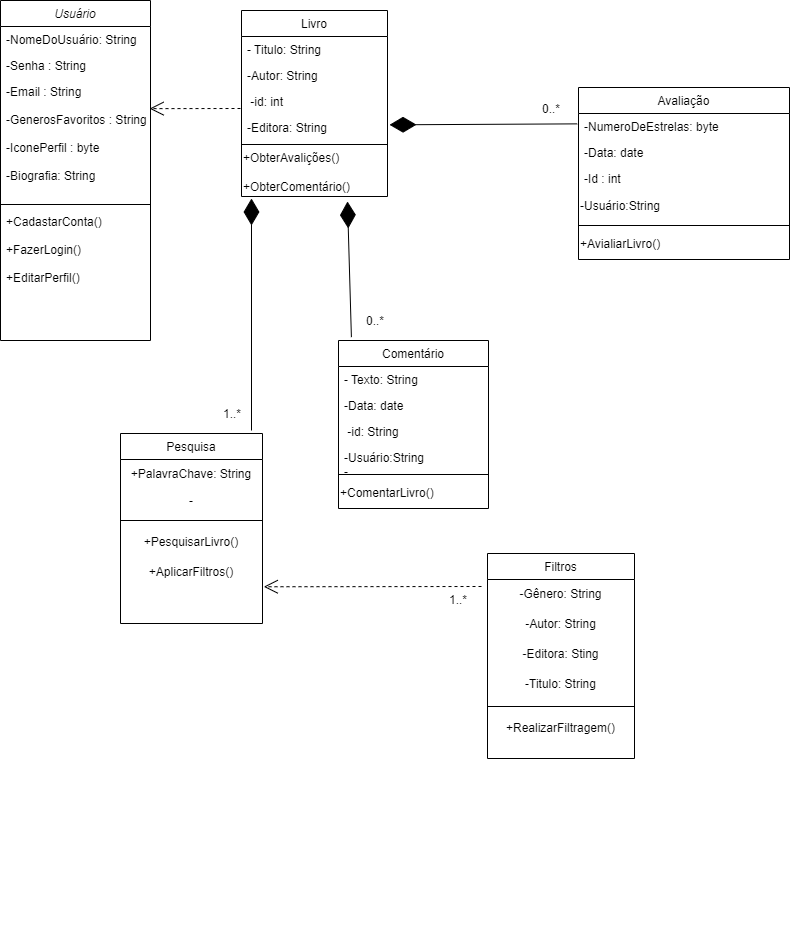 Usuário
-NomeDoUsuário: String
-Senha : String
-Email : String
-GenerosFavoritos : String
-IconePerfil : byte
-Biografia: String
+CadastarConta()
+FazerLogin()
+EditarPerfil()
Livro
- Titulo: String
-Autor: String
-id: int
-Editora: String
+ObterAvalições()
+ObterComentário()
0..*
Avaliação
-NumeroDeEstrelas: byte
-Data: date
-Id : int
-Usuário:String
+AvialiarLivro()
0..*
Comentário
- Texto: String
-Data: date
-id: String
-Usuário:String
-
+ComentarLivro()
1..*
Pesquisa
+PalavraChave: String
-
+PesquisarLivro()
+AplicarFiltros()
1..*
Filtros
-Gênero: String
-Autor: String
-Editora: Sting
-Titulo: String
+RealizarFiltragem()